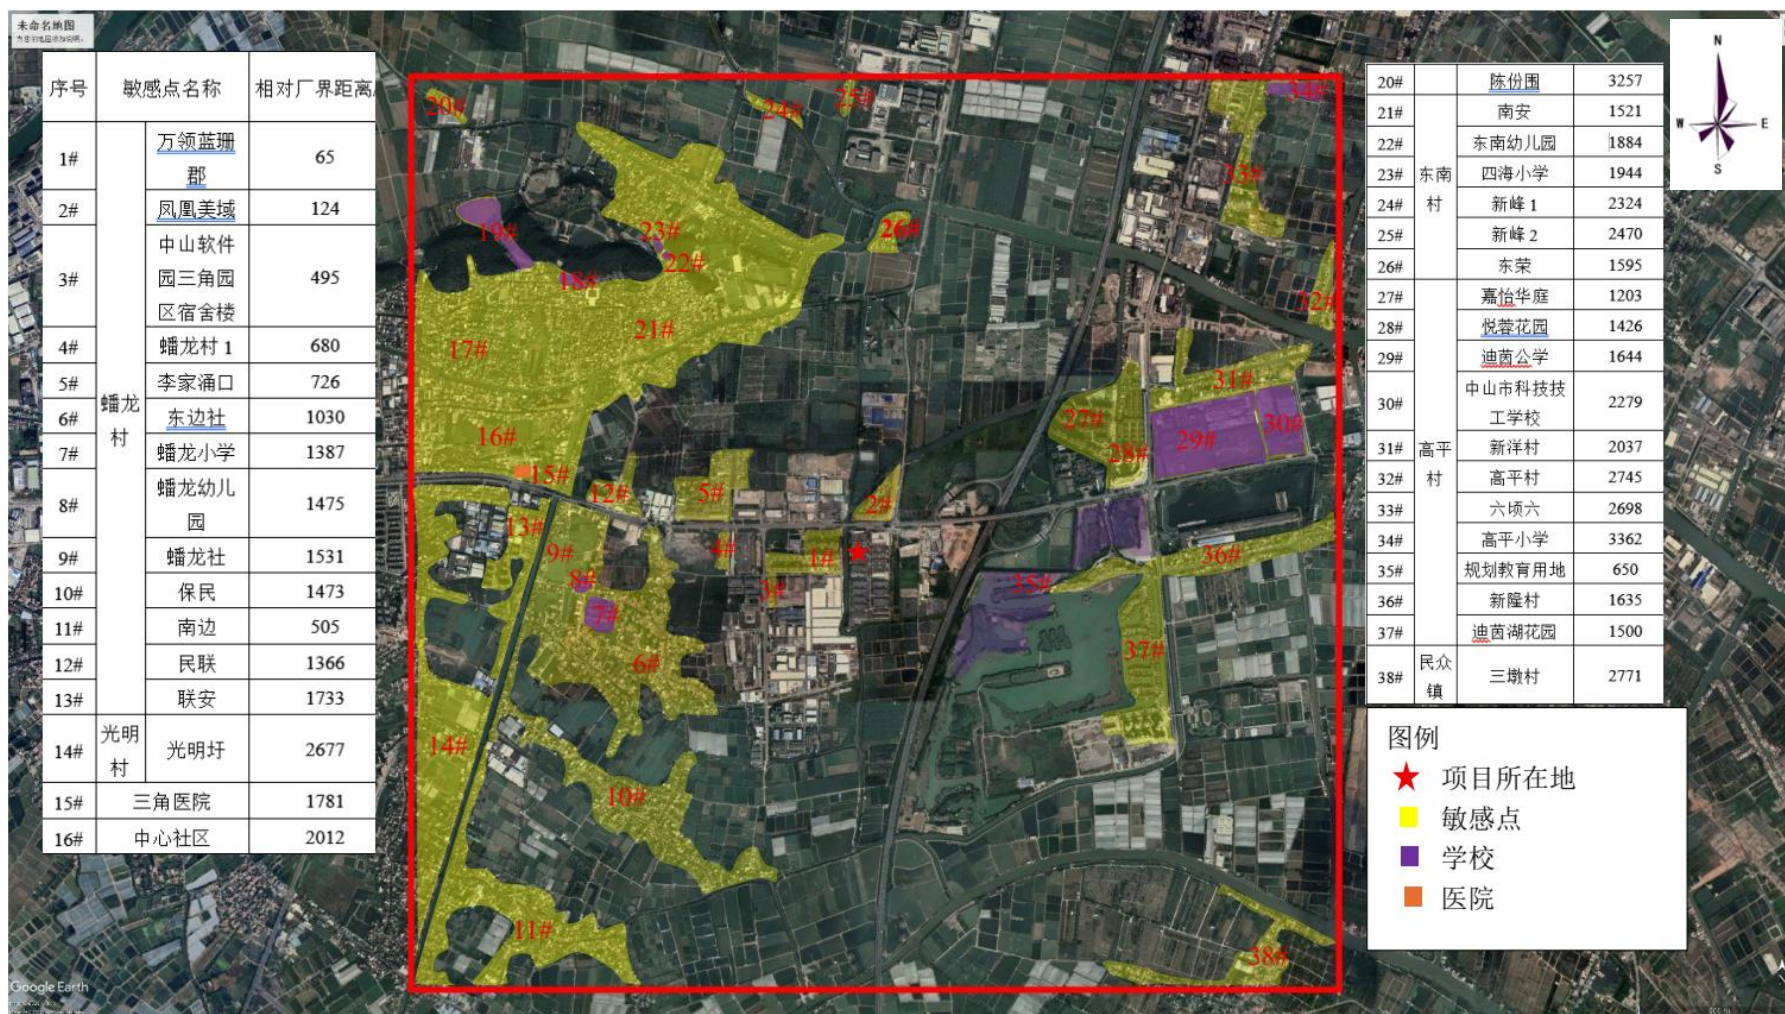 未命名地图
序号 敏感点名称 相对厂界距离
1# 万领蓝珊郡 65
2# 凤凰美域 124
3# 中山软件园三角园区宿舍楼 495
4# 蟠龙村1 680
5# 李家涌口 726
蟠龙村
6# 东边社 1030
7# 蟠龙小学 1387
8# 蟠龙幼儿园 1475
9# 蟠龙社 1531
10# 保民 1473
11# 南边 505
12# 民联 1366
13# 联安 1733
14# 光明村 光明圩 2677
15# 三角医院 1781
16# 中心社区 2012
20# 陈份围 3257
21# 南安 1521
22# 东南幼儿园 1884
23# 东南村 四海小学 1944
24# 新峰1 2324
25# 新峰2 2470
26# 东荣 1595
27# 嘉怡华庭 1203
28# 悦蓉花园 1426
29# 迪茵公学 1644
30# 中山市科技技工学校 2279
31# 高平村 新洋村 2037
32# 高平村 2745
33# 六顷六 2698
34# 高平小学 3362
35# 规划教育用地 650
36# 新隆村 1635
37# 迪茵湖花园 1500
38# 民众镇 三墩村 2771
N
W E
S
图例
项目所在地
敏感点
学校
医院
20#
24#
25#
34#
33#
19#
23#
26#
22#
18#
32#
21#
17#
31#
27#
30#
29#
28#
16#
15#
12#
5#
2#
13#
9#
4#
1#
36#
8#
3#
35#
7#
6#
37#
14#
10#
11#
38#
Google Earth